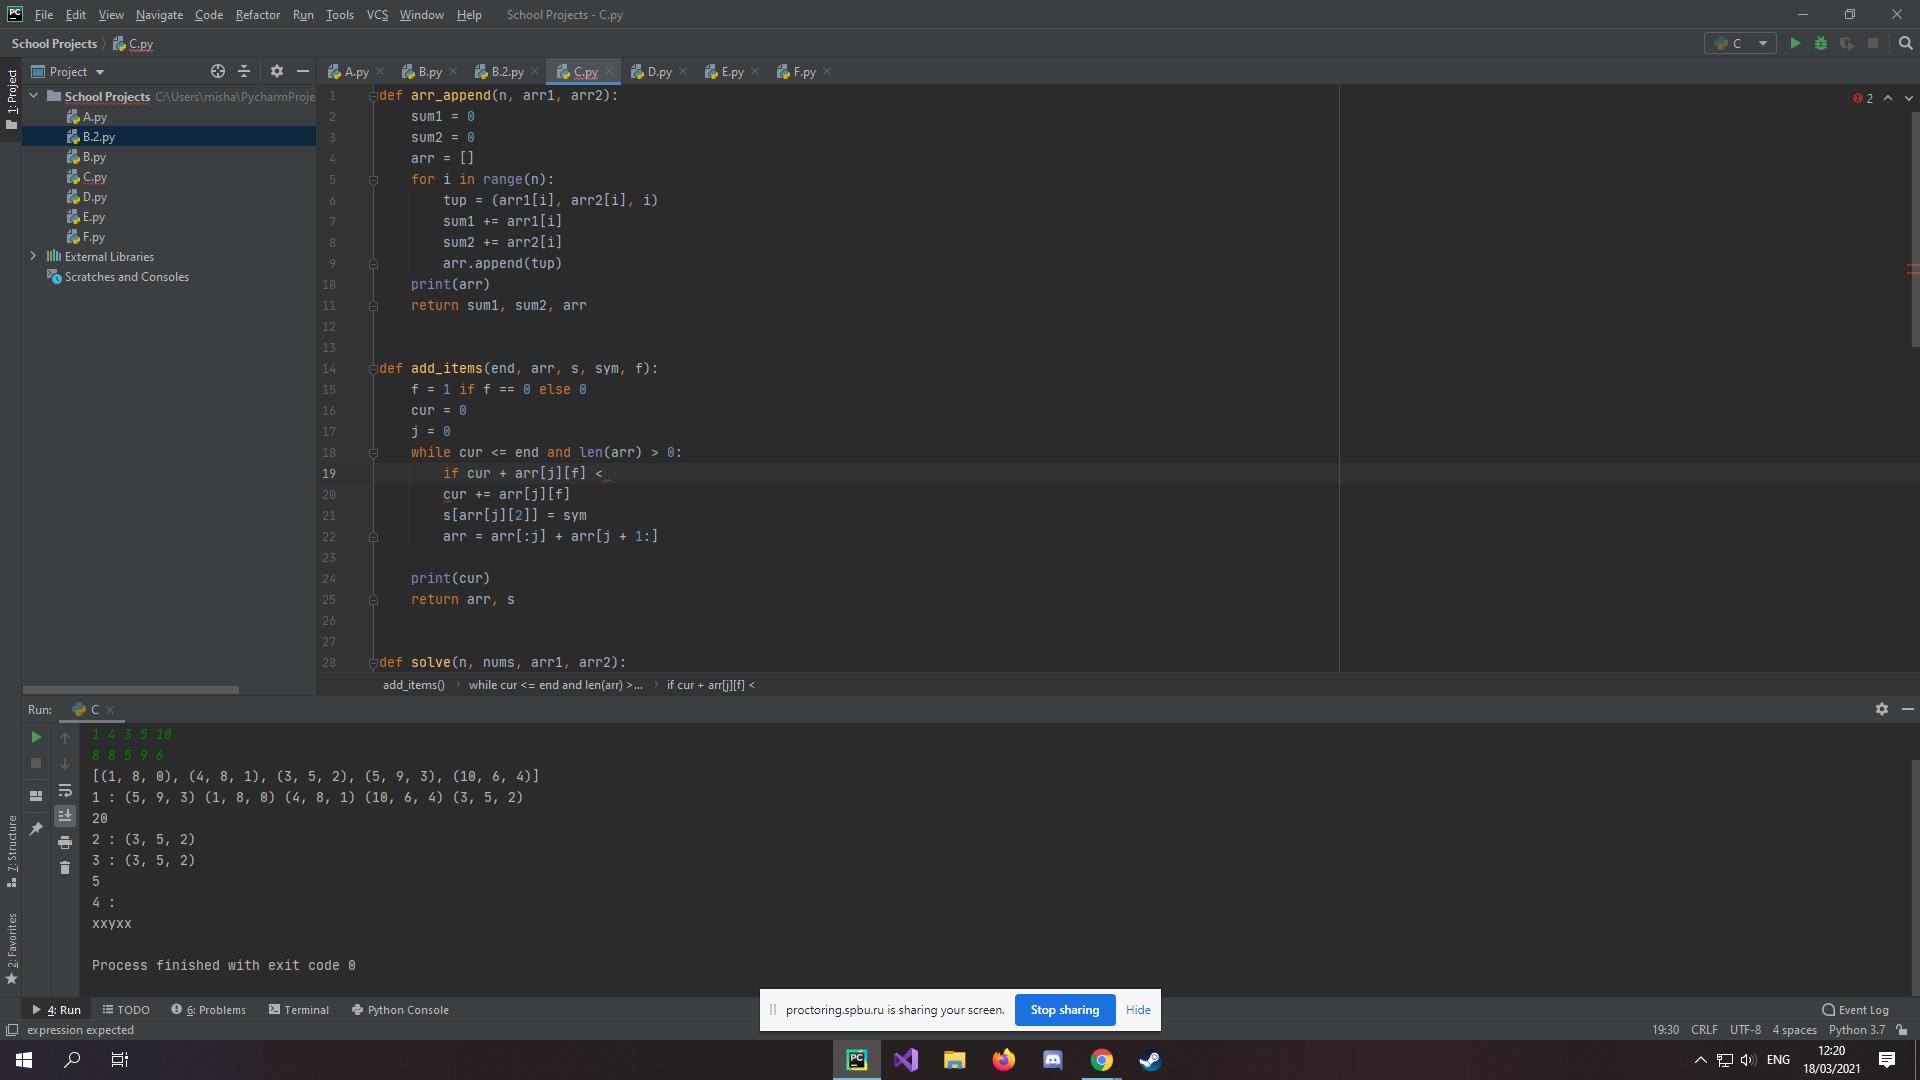 PC File Edit View Navigate Code Refactor Run Tools VCS Window Help School Projects - C.py
School Projects C.py C
Project A.py B.py B.2.py C.py D.py E.py F.py
1: Project
School Projects C:\Users\misha\PycharmProje
A.py
B.2.py
B.py
C.py
D.py
E.py
F.py
External Libraries
Scratches and Consoles
2
1 def arr_append(n, arr1, arr2):
2 sum1 = 0
3 sum2 = 0
4 arr = []
5 for i in range(n):
6 tup = (arr1[i], arr2[i], i)
7 sum1 += arr1[i]
8 sum2 += arr2[i]
9 arr.append(tup)
10 print(arr)
11 return sum1, sum2, arr
12
13
14 def add_items(end, arr, s, sym, f):
15 f = 1 if f == 0 else 0
16 cur = 0
17 j = 0
18 while cur <= end and len(arr) > 0:
19 if cur + arr[j][f] <
20 cur += arr[j][f]
21 s[arr[j][2]] = sym
22 arr = arr[:j] + arr[j + 1:]
23
24 print(cur)
25 return arr, s
26
27
28 def solve(n, nums, arr1, arr2):
add_items() while cur <= end and len(arr) >... if cur + arr[j][f] <
Run: C
1 4 3 5 10
8 8 5 9 6
[(1, 8, 0), (4, 8, 1), (3, 5, 2), (5, 9, 3), (10, 6, 4)]
1 : (5, 9, 3) (1, 8, 0) (4, 8, 1) (10, 6, 4) (3, 5, 2)
20
2 : (3, 5, 2)
3 : (3, 5, 2)
5
4 :
xxyxx
Process finished with exit code 0
7: Structure
2: Favorites
proctoring.spbu.ru is sharing your screen. Stop sharing Hide
4: Run TODO 6: Problems Terminal Python Console Event Log
expression expected 19:30 CRLF UTF-8 4 spaces Python 3.7
PC ENG 12:20
18/03/2021